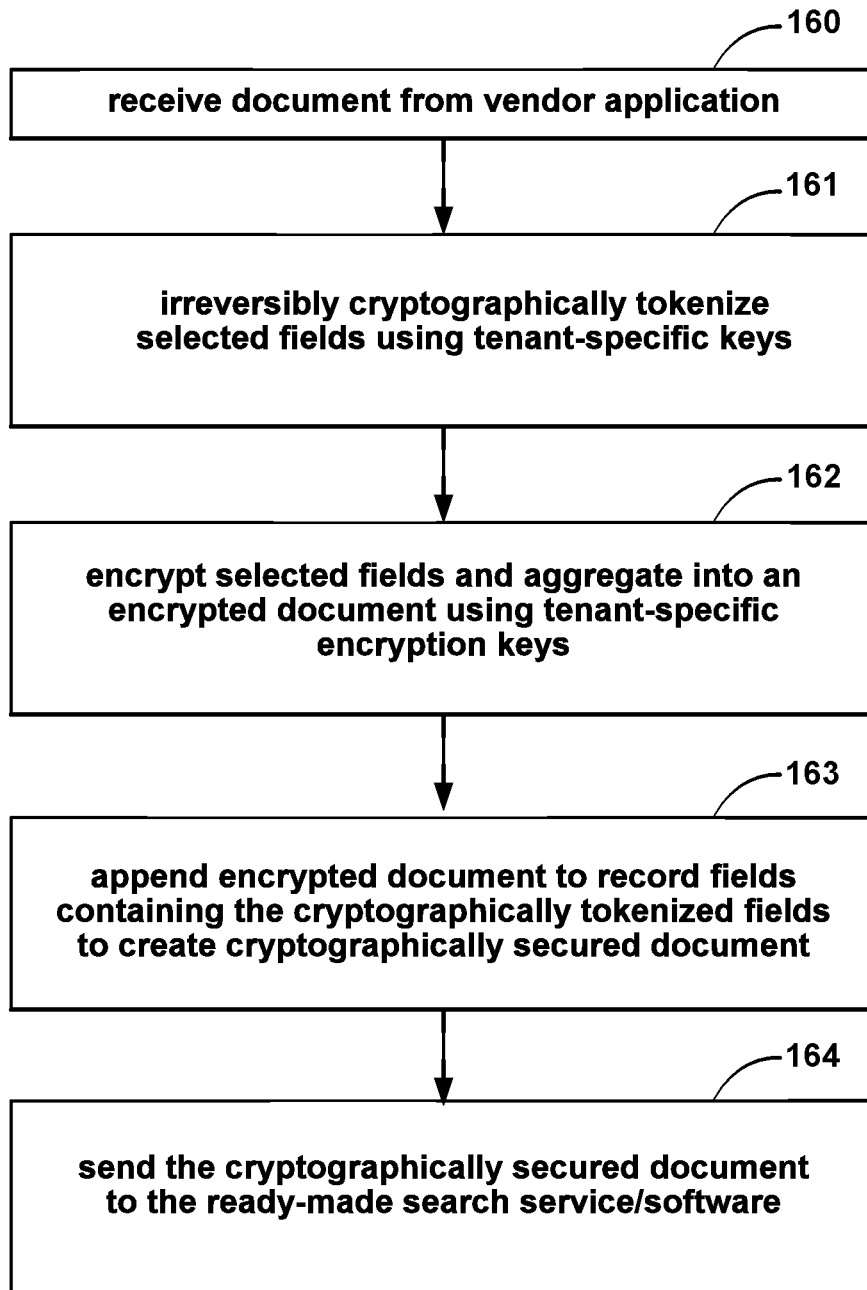 160
receive document from vendor application
161
irreversibly cryptographically tokenize
selected fields using tenant-specific keys
162
encrypt selected fields and aggregate into an
encrypted document using tenant-specific
encryption keys
163
append encrypted document to record fields
containing the cryptographically tokenized fields
to create cryptographically secured document
164
send the cryptographically secured document
to the ready-made search service/software